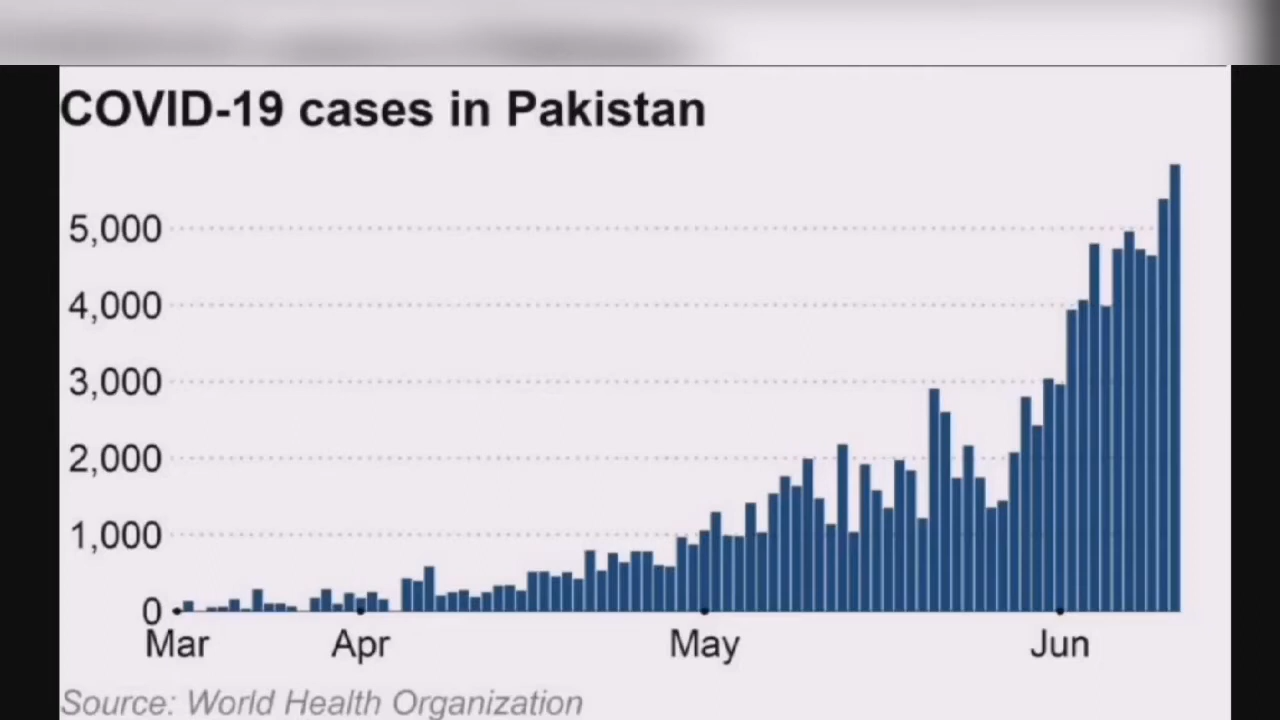 COVID-19 cases in Pakistan
5,000
4,000
3,000
2,000
1,000
0
Mar Apr May Jun
Source: World Health Organization